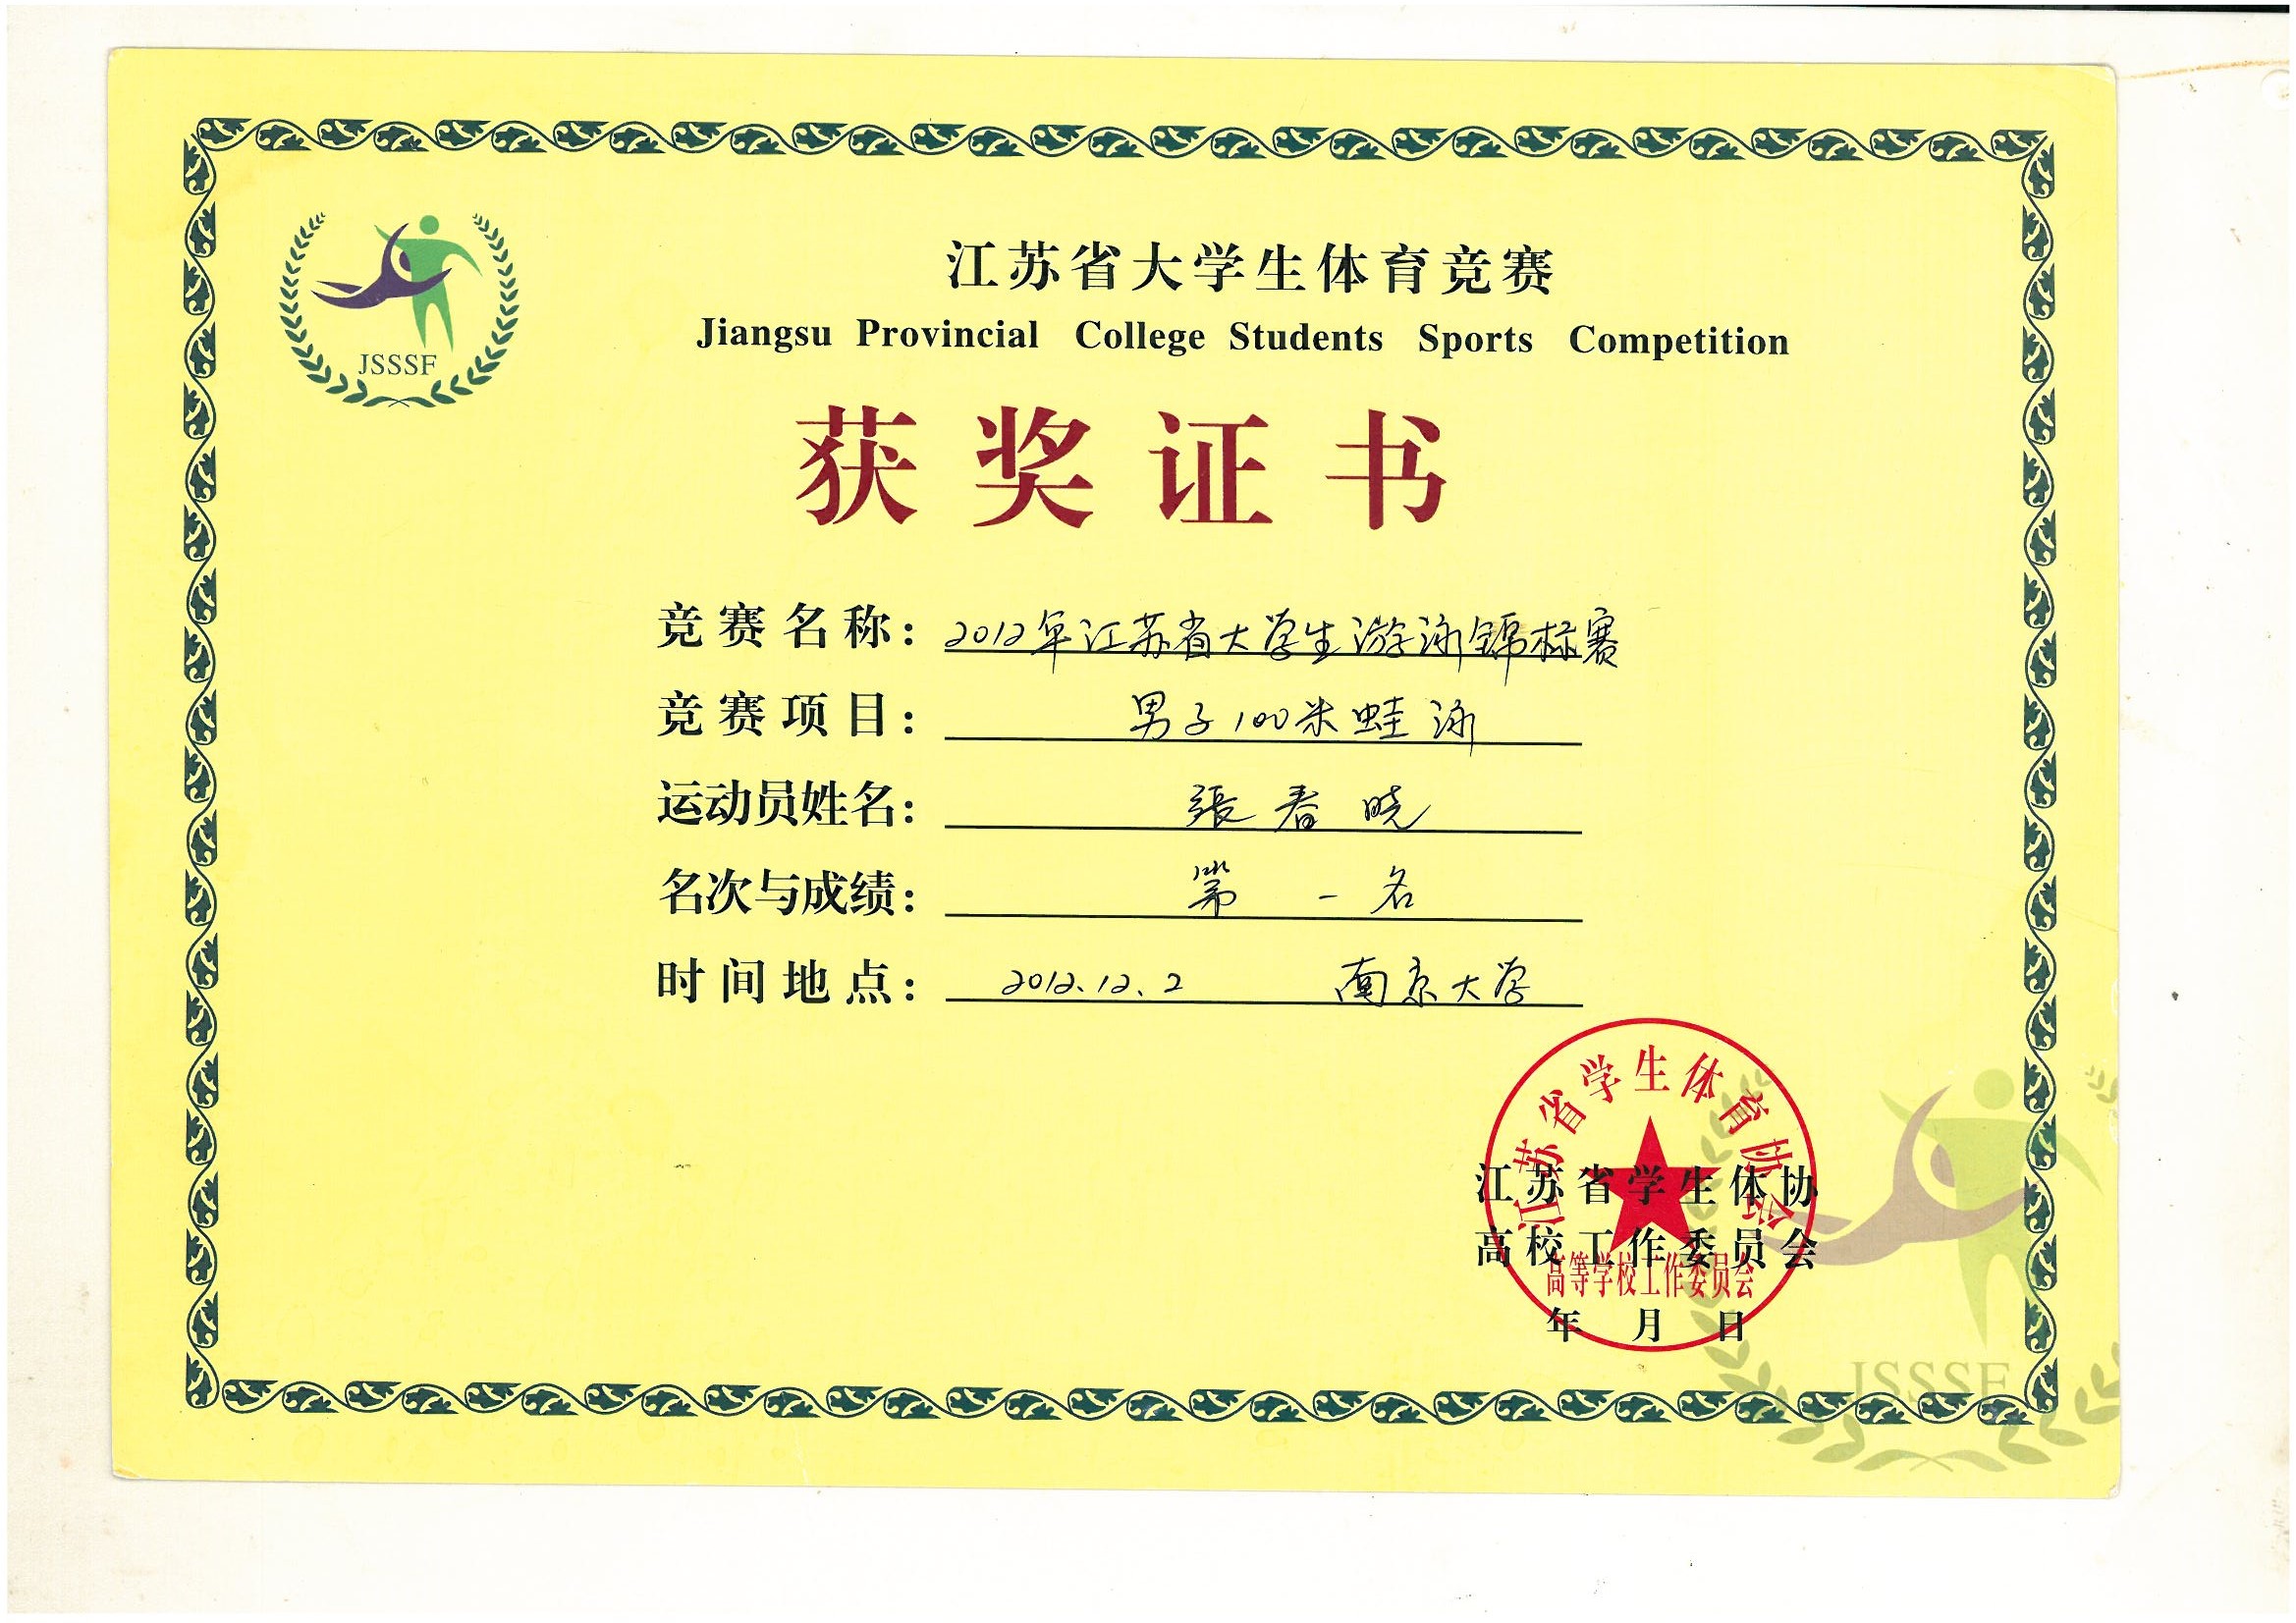 JSSSF
江苏省大学生体育竞赛
Jiangsu Provincial College Students Sports Competition
获奖证书
竞赛名称：2012年江苏省大学生游泳锦标赛
竞赛项目：男子100米蛙泳
运动员姓名：張春晓
名次与成绩：第一名
时间地点：2012.12.2 南京大学
江苏省学生体育协会
江苏省学生体协
高校工作委员会
高等学校工作委员会
年 月 日
JSSSF